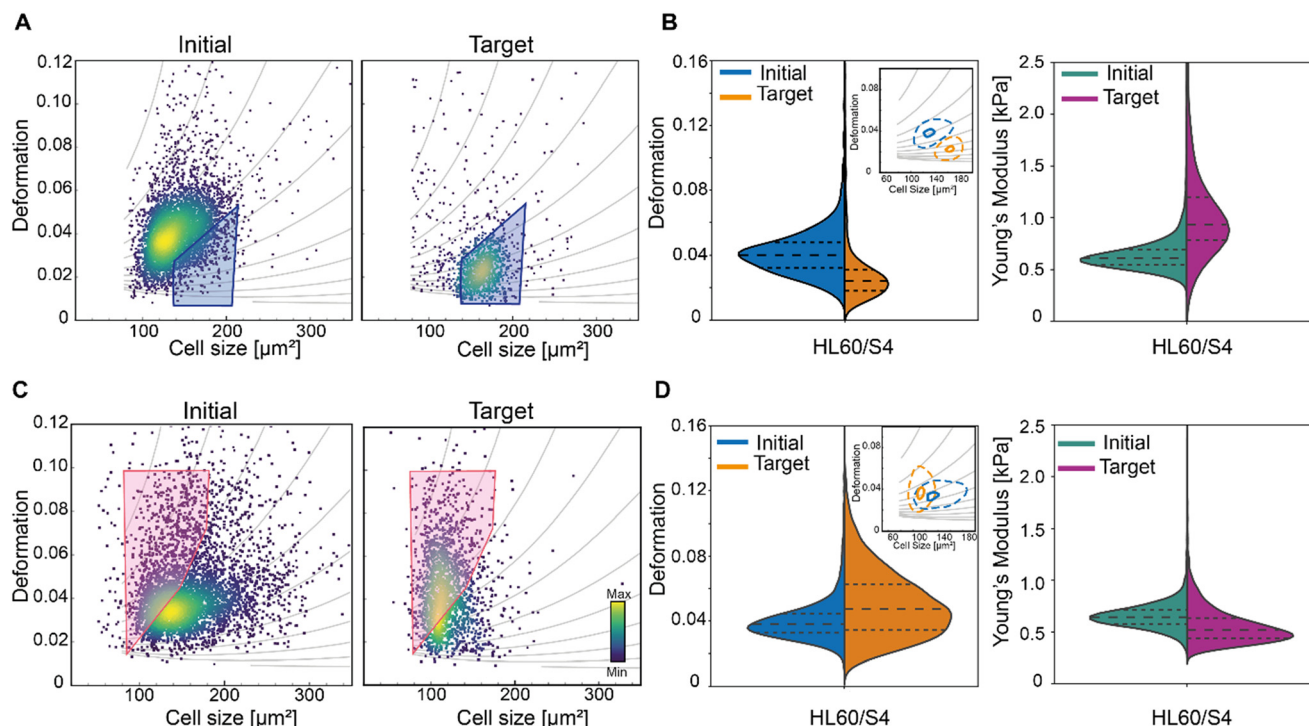 A
Initial
Target
0.12
0.10
0.08
0.06
0.04
0.02
0
Deformation
100
200
300
Cell size [µm²]
100
200
300
Cell size [µm²]
B
0.16
0.12
0.08
0.04
0
Deformation
Initial
Target
Deformation
0.08
0.04
0
60
100
140
180
Cell Size [µm²]
HL60/S4
2.5
2.0
1.5
1.0
0.5
0
Young's Modulus [kPa]
Initial
Target
HL60/S4
C
Initial
Target
0.12
0.10
0.08
0.06
0.04
0.02
0
Deformation
100
200
300
Cell size [µm²]
Max
Min
100
200
300
Cell size [µm²]
D
0.16
0.12
0.08
0.04
0
Deformation
Initial
Target
Deformation
0.08
0.04
0
60
100
140
180
Cell Size [µm²]
HL60/S4
2.5
2.0
1.5
1.0
0.5
0
Young's Modulus [kPa]
Initial
Target
HL60/S4